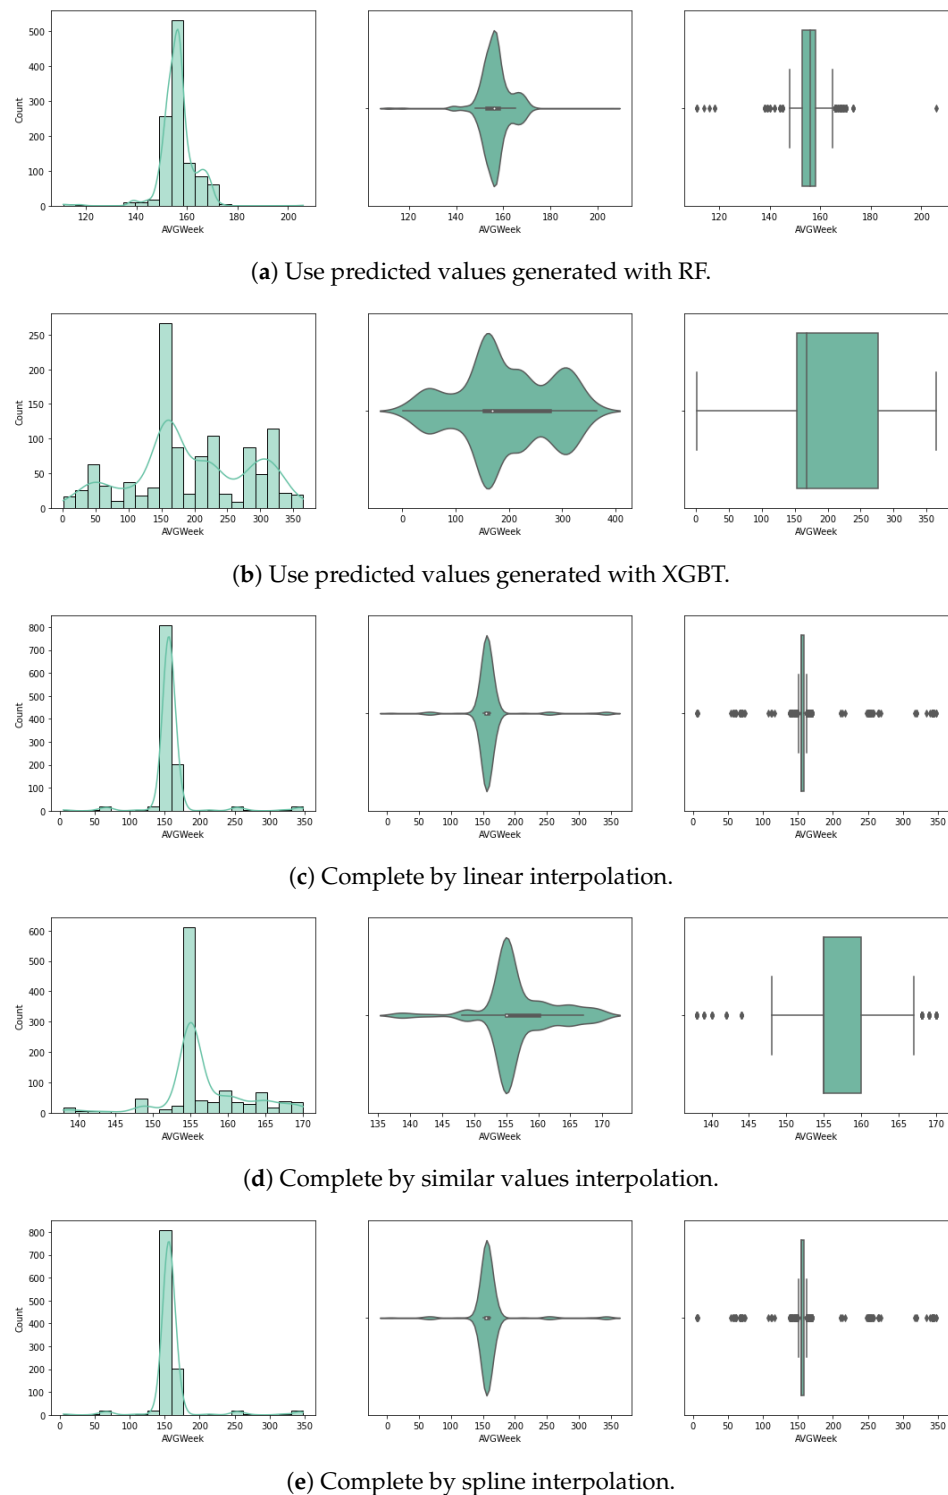 500
400
300
200
100
0
Count
120 140 160 180 200
AVGWeek
120 140 160 180 200
AVGWeek
120 140 160 180 200
AVGWeek
(a) Use predicted values generated with RF.
250
200
150
100
50
0
Count
0 50 100 150 200 250 300 350
AVGWeek
0 100 200 300 400
AVGWeek
0 50 100 150 200 250 300 350
AVGWeek
(b) Use predicted values generated with XGBT.
800
700
600
500
400
300
200
100
0
Count
0 50 100 150 200 250 300 350
AVGWeek
0 50 100 150 200 250 300 350
AVGWeek
0 50 100 150 200 250 300 350
AVGWeek
(c) Complete by linear interpolation.
600
500
400
300
200
100
0
Count
140 145 150 155 160 165 170
AVGWeek
135 140 145 150 155 160 165 170
AVGWeek
140 145 150 155 160 165 170
AVGWeek
(d) Complete by similar values interpolation.
800
700
600
500
400
300
200
100
0
Count
0 50 100 150 200 250 300 350
AVGWeek
0 50 100 150 200 250 300 350
AVGWeek
0 50 100 150 200 250 300 350
AVGWeek
(e) Complete by spline interpolation.